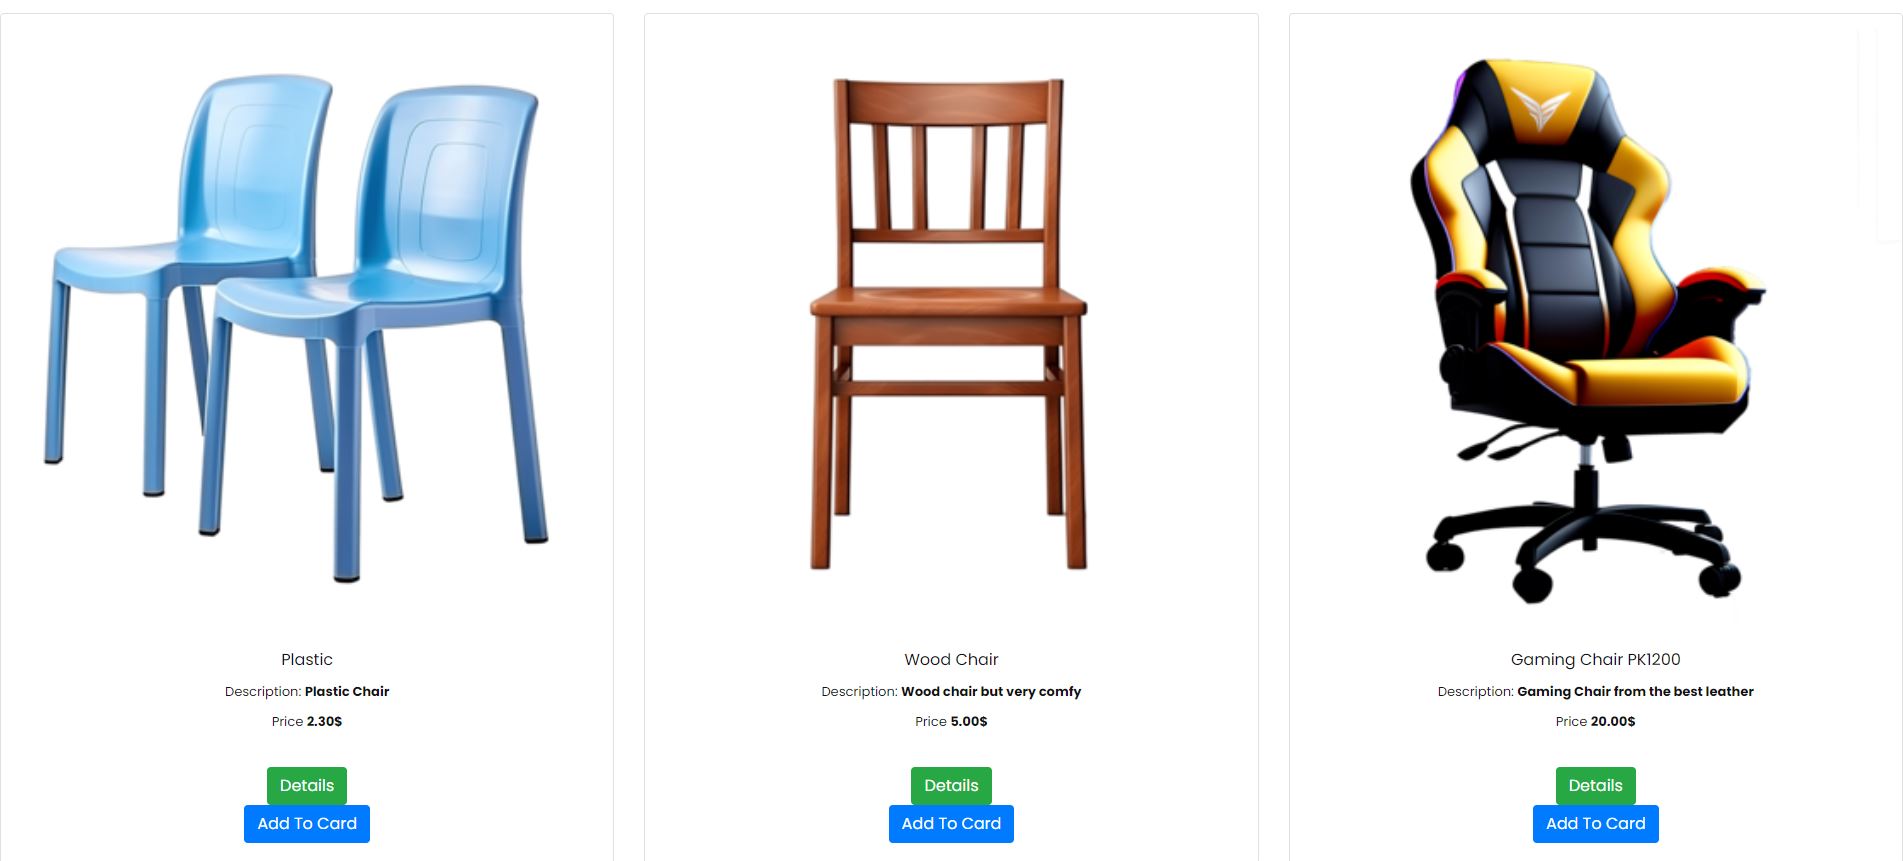 Plastic
Description: Plastic Chair
Price 2.30$
Details
Add To Card
Wood Chair
Description: Wood chair but very comfy
Price 5.00$
Details
Add To Card
Gaming Chair PK1200
Description: Gaming Chair from the best leather
Price 20.00$
Details
Add To Card